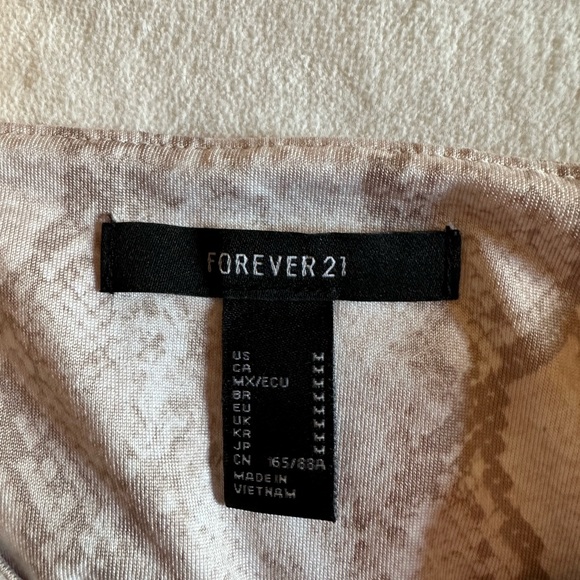 FOREVER 21
US M
CA M
MX/ECU M
BR M
EU M
UK M
KR M
JP M
CN 165/88A
MADE IN
VIETNAM